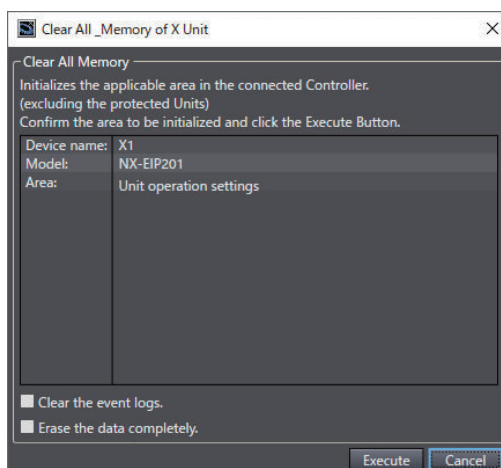 Clear All _Memory of X Unit
Clear All Memory
Initializes the applicable area in the connected Controller.
(excluding the protected Units)
Confirm the area to be initialized and click the Execute Button.
Device name: X1
Model: NX-EIP201
Area: Unit operation settings
Clear the event logs.
Erase the data completely.
Execute Cancel